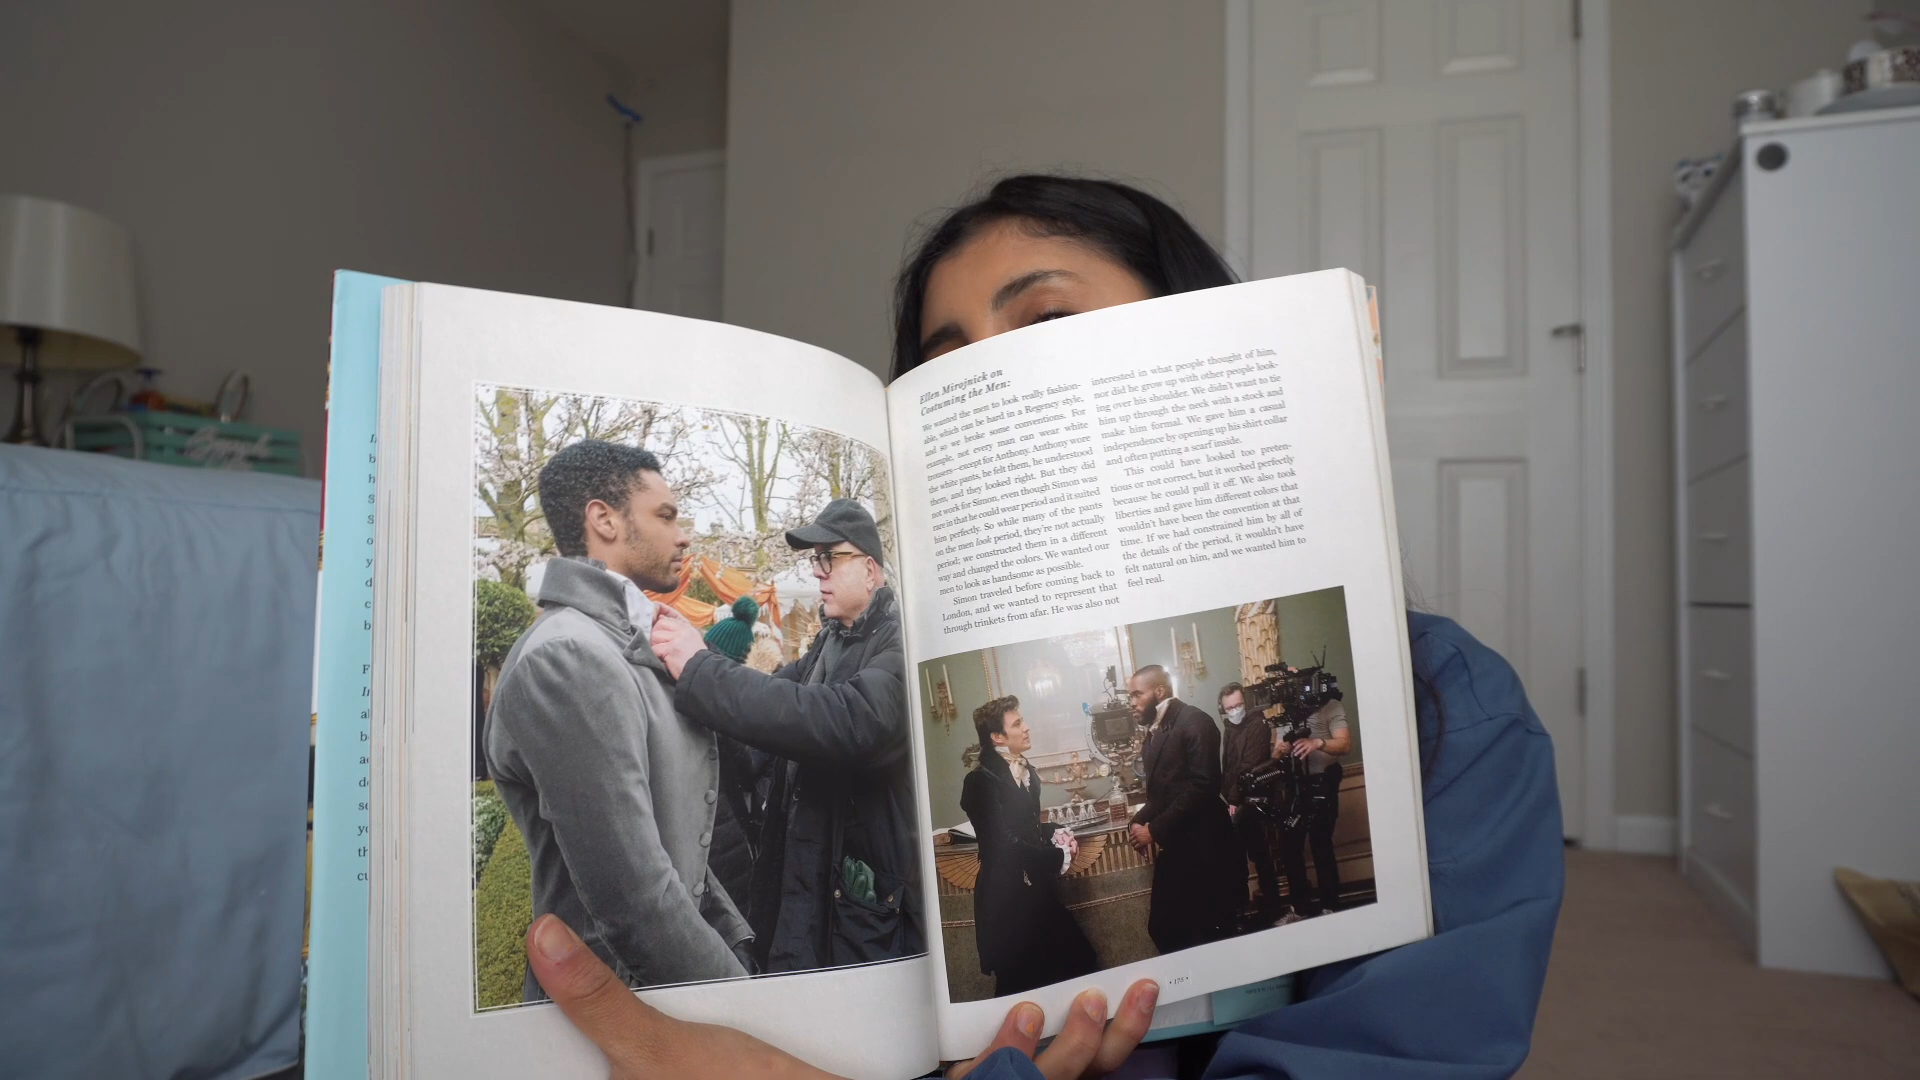 Ellen Mirojnick on
Costuming the Men:
We wanted the men to look really fashion-
able, which can be hard in a Regency style,
and so we broke some conventions. For
example, not every man can wear white
trousers—except for Anthony. Anthony wore
the white pants, he felt them, he understood
them, and they looked right. But they did
not work for Simon, even though Simon was
rare in that he could wear period and it suited
him perfectly. So while many of the pants
on the men look period, they're not actually
period; we constructed them in a different
way and changed the colors. We wanted our
men to look as handsome as possible.
Simon traveled before coming back to
London, and we wanted to represent that
through trinkets from afar. He was also not
interested in what people thought of him,
nor did he grow up with other people look-
ing over his shoulder. We didn't want to tie
him up through the neck with a stock and
make him formal. We gave him a casual
independence by opening up his shirt collar
and often putting a scarf inside.
This could have looked too preten-
tious or not correct, but it worked perfectly
because he could pull it off. We also took
liberties and gave him different colors that
wouldn't have been the convention at that
time. If we had constrained him by all of
the details of the period, it wouldn't have
felt natural on him, and we wanted him to
feel real.